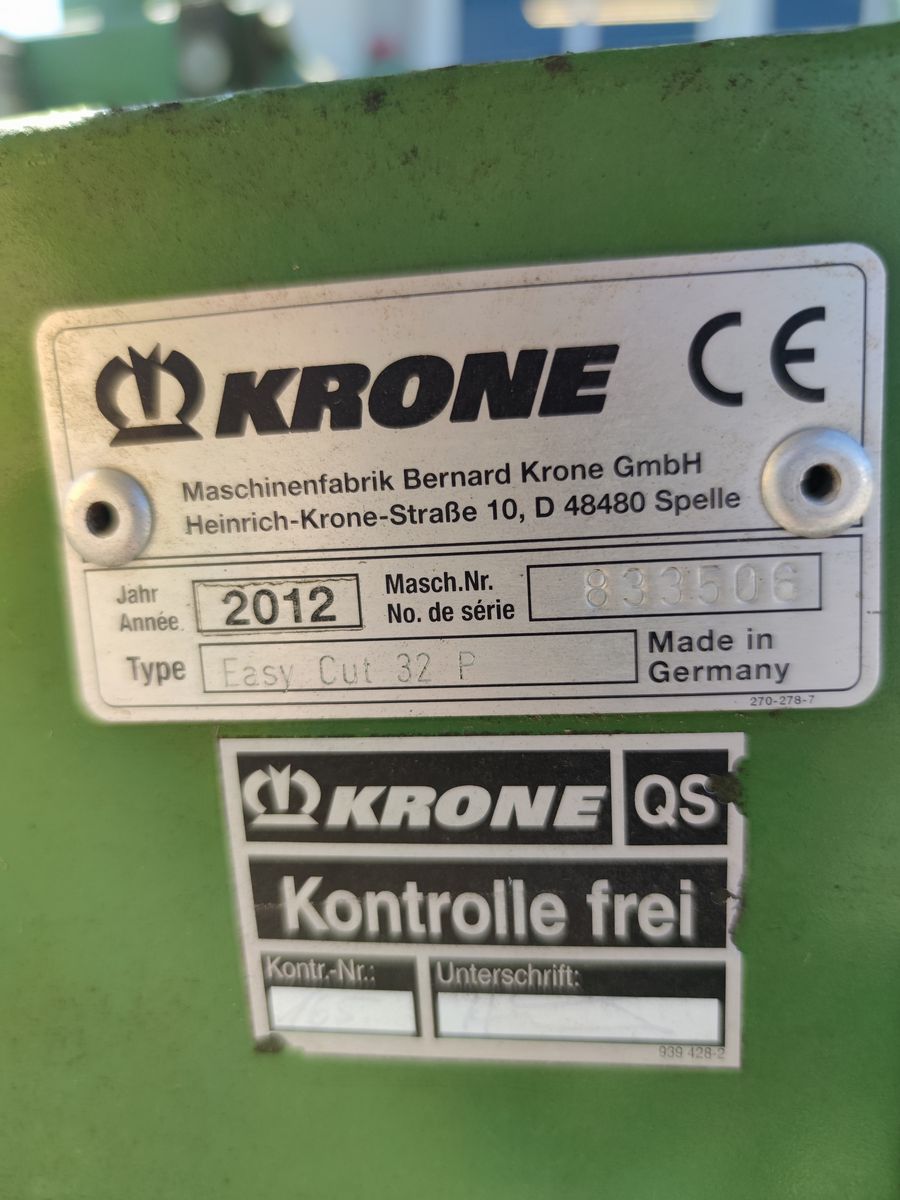 KRONE
CE
Maschinenfabrik Bernard Krone GmbH
Heinrich-Krone-Straße 10, D 48480 Spelle
Jahr
Année
2012
Masch.Nr.
No. de série
833506
Type
Easy Cut 32 P
Made in
Germany
270-278-7
KRONE
QS
Kontrolle frei
Kontr.-Nr.:
Unterschrift:
939 428-2